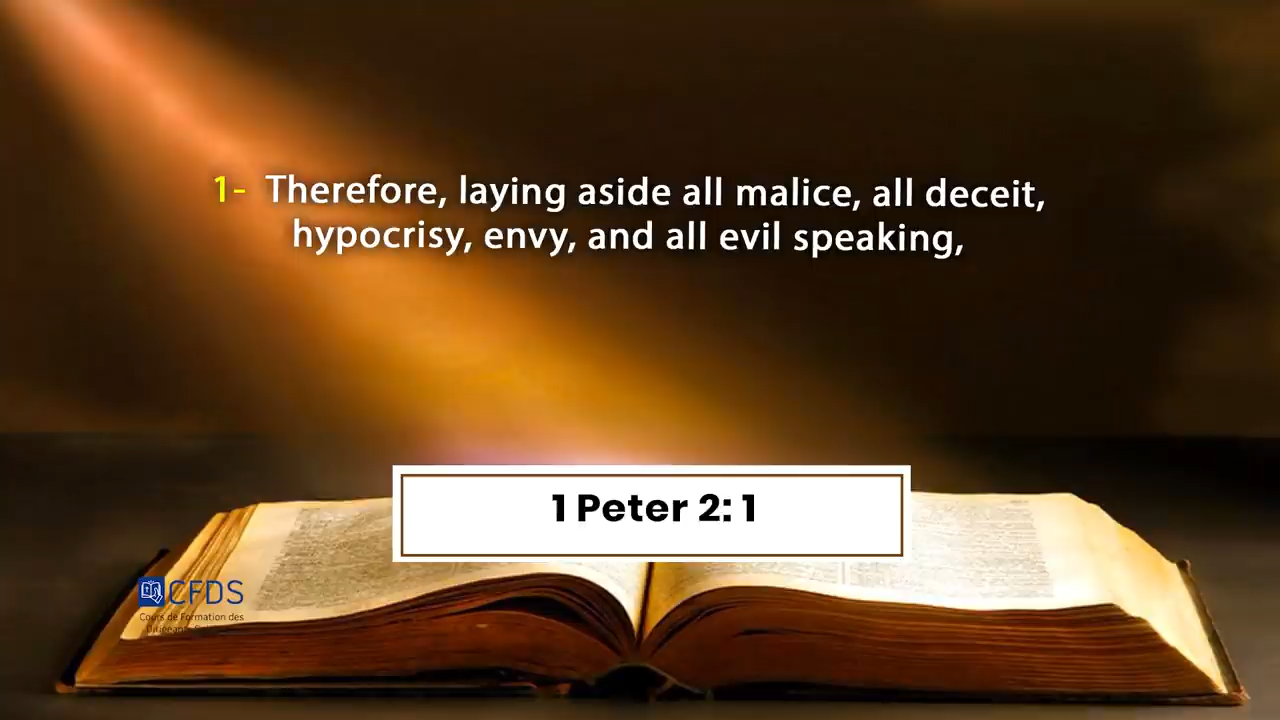 1- Therefore, laying aside all malice, all deceit,
hypocrisy, envy, and all evil speaking,
1 Peter 2: 1
CFDS
Cours de Formation des